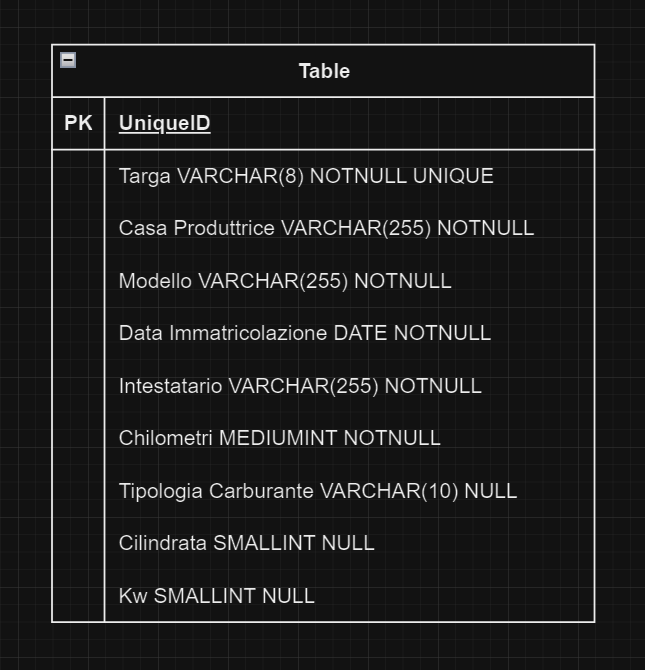 Table
PK UniqueID
Targa VARCHAR(8) NOTNULL UNIQUE
Casa Produttrice VARCHAR(255) NOTNULL
Modello VARCHAR(255) NOTNULL
Data Immatricolazione DATE NOTNULL
Intestatario VARCHAR(255) NOTNULL
Chilometri MEDIUMINT NOTNULL
Tipologia Carburante VARCHAR(10) NULL
Cilindrata SMALLINT NULL
Kw SMALLINT NULL